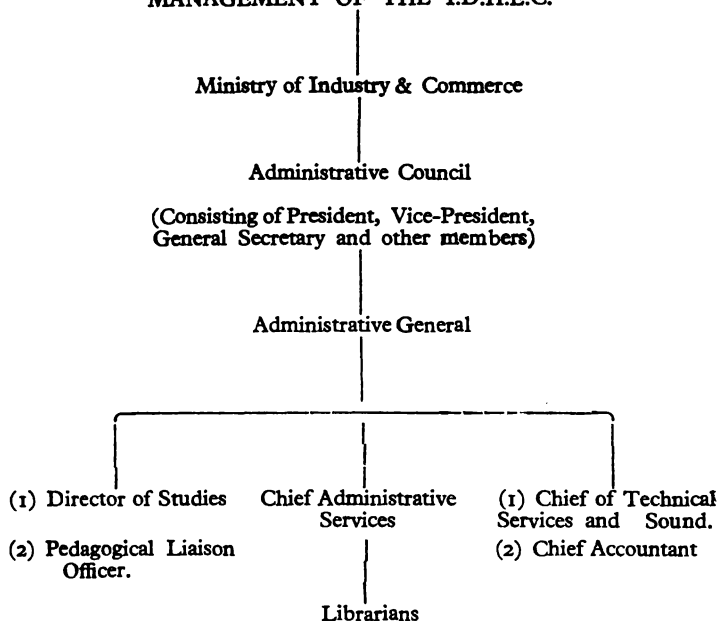 MANAGEMENT OF THE I.D.H.E.C.
Ministry of Industry & Commerce
Administrative Council
(Consisting of President, Vice-President,
General Secretary and other members)
Administrative General
(1) Director of Studies
(2) Pedagogical Liaison
Officer.
Chief Administrative
Services
Librarians
(1) Chief of Technical
Services and Sound.
(2) Chief Accountant